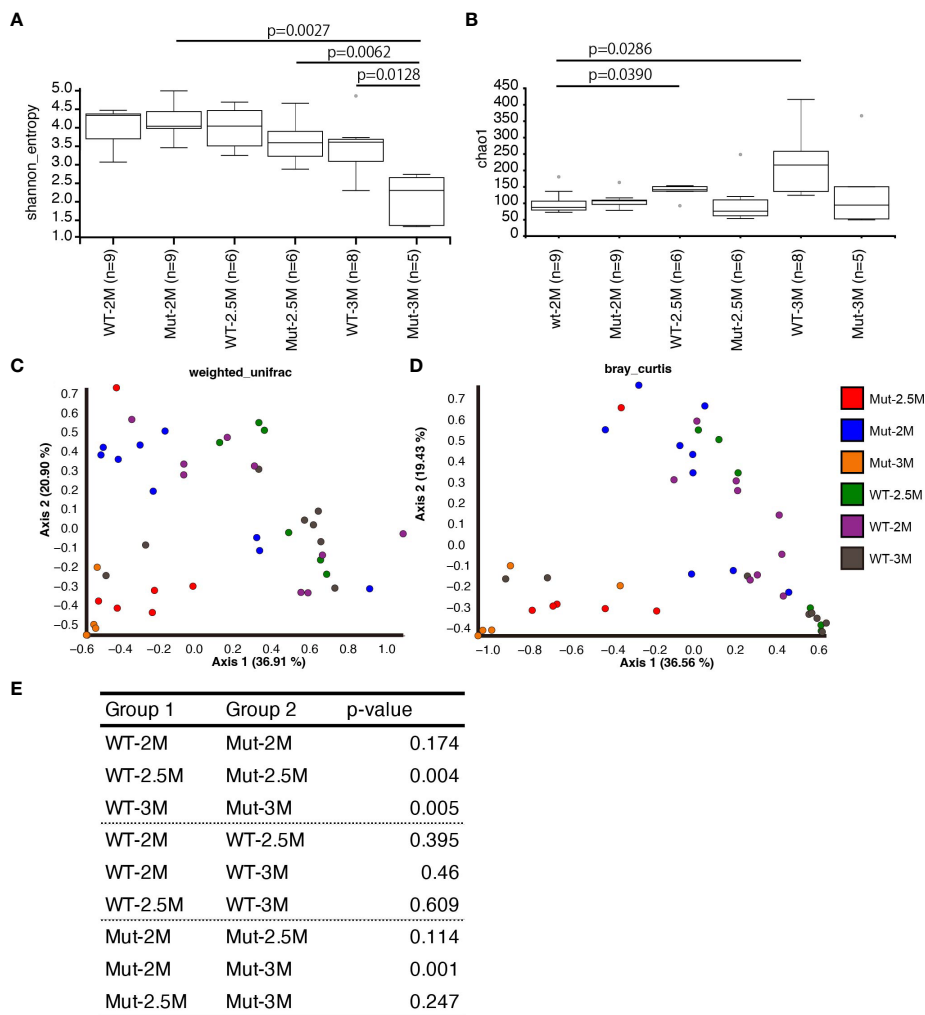 A
p=0.0027
p=0.0062
p=0.0128
shannon_entropy
5.0
4.5
4.0
3.5
3.0
2.5
2.0
1.5
1.0
WT-2M (n=9)
Mut-2M (n=9)
WT-2.5M (n=6)
Mut-2.5M (n=6)
WT-3M (n=8)
Mut-3M (n=5)
B
p=0.0286
p=0.0390
chao1
450
400
350
300
250
200
150
100
50
0
wt-2M (n=9)
Mut-2M (n=9)
WT-2.5M (n=6)
Mut-2.5M (n=6)
WT-3M (n=8)
Mut-3M (n=5)
C
weighted_unifrac
Axis 2 (20.90 %)
0.7
0.6
0.5
0.4
0.3
0.2
0.1
0.0
−0.1
−0.2
−0.3
−0.4
−0.5
−0.6 −0.4 −0.2 0.0 0.2 0.4 0.6 0.8 1.0
Axis 1 (36.91 %)
D
bray_curtis
Axis 2 (19.43 %)
0.7
0.6
0.5
0.4
0.3
0.2
0.1
0.0
−0.1
−0.2
−0.3
−0.4
−1.0 −0.8 −0.6 −0.4 −0.2 0.0 0.2 0.4 0.6
Axis 1 (36.56 %)
Mut-2.5M
Mut-2M
Mut-3M
WT-2.5M
WT-2M
WT-3M
E
Group 1 Group 2 p-value
WT-2M Mut-2M 0.174
WT-2.5M Mut-2.5M 0.004
WT-3M Mut-3M 0.005
WT-2M WT-2.5M 0.395
WT-2M WT-3M 0.46
WT-2.5M WT-3M 0.609
Mut-2M Mut-2.5M 0.114
Mut-2M Mut-3M 0.001
Mut-2.5M Mut-3M 0.247